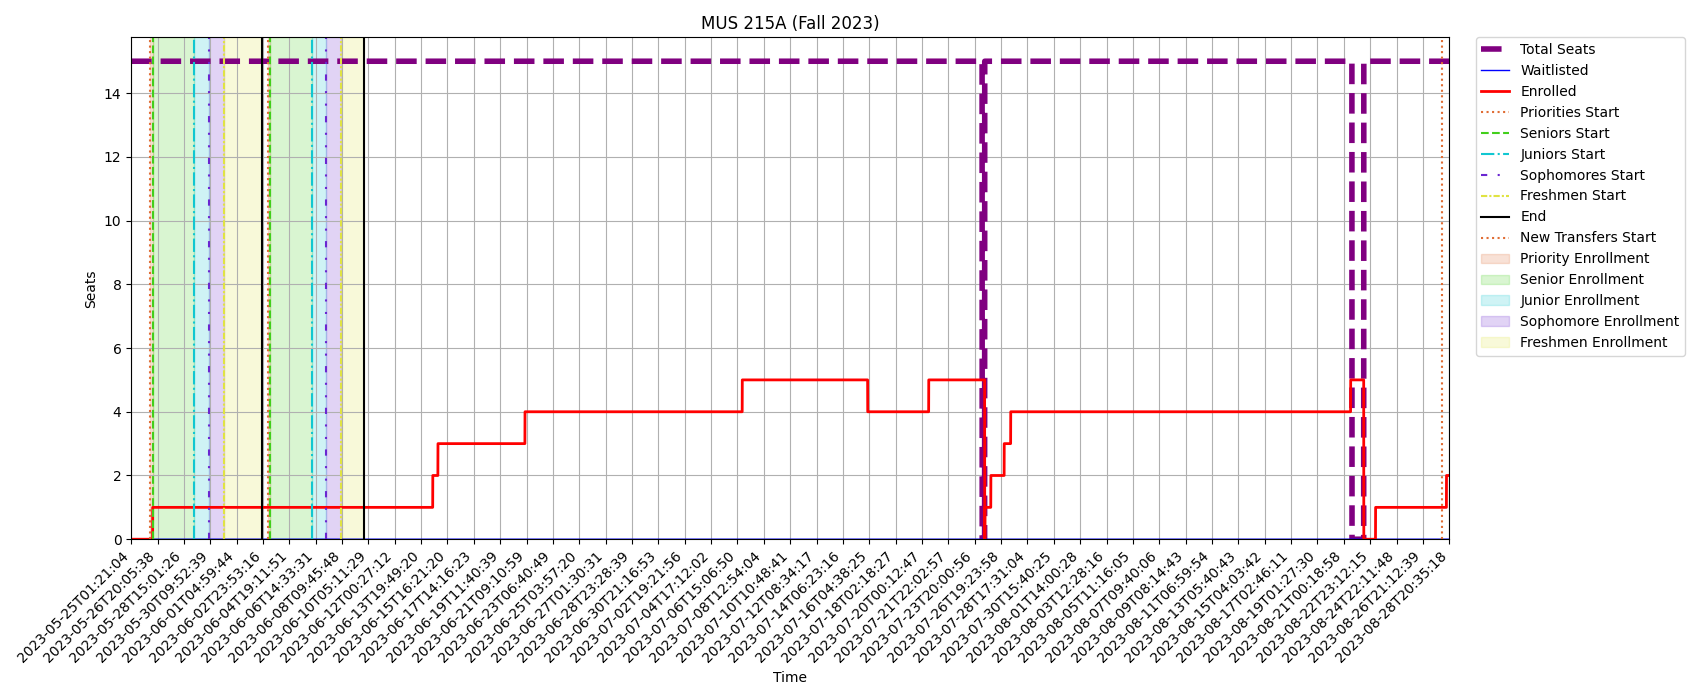 MUS 215A (Fall 2023)
Seats
14
12
10
8
6
4
2
0
2023-05-25T01:21:04
2023-05-26T20:05:38
2023-05-28T15:01:26
2023-05-30T09:52:39
2023-06-01T04:59:44
2023-06-02T23:53:16
2023-06-04T19:11:51
2023-06-06T14:33:31
2023-06-08T09:45:48
2023-06-10T05:11:29
2023-06-12T00:27:12
2023-06-13T19:49:20
2023-06-15T16:21:20
2023-06-17T14:16:23
2023-06-19T11:40:39
2023-06-21T09:10:59
2023-06-23T06:40:49
2023-06-25T03:57:20
2023-06-27T01:30:31
2023-06-28T23:28:39
2023-06-30T21:16:53
2023-07-02T19:21:56
2023-07-04T17:12:02
2023-07-06T15:06:50
2023-07-08T12:54:04
2023-07-10T10:48:41
2023-07-12T08:34:17
2023-07-14T06:23:16
2023-07-16T04:38:25
2023-07-18T02:18:27
2023-07-20T00:12:47
2023-07-21T22:02:57
2023-07-23T20:00:56
2023-07-26T19:23:58
2023-07-28T17:31:04
2023-07-30T15:40:25
2023-08-01T14:00:28
2023-08-03T12:28:16
2023-08-05T11:16:05
2023-08-07T09:40:06
2023-08-09T08:14:43
2023-08-11T06:59:54
2023-08-13T05:40:43
2023-08-15T04:03:42
2023-08-17T02:46:11
2023-08-19T01:27:30
2023-08-21T00:18:58
2023-08-22T23:12:15
2023-08-24T22:11:48
2023-08-26T21:12:39
2023-08-28T20:35:18
Time
Total Seats
Waitlisted
Enrolled
Priorities Start
Seniors Start
Juniors Start
Sophomores Start
Freshmen Start
End
New Transfers Start
Priority Enrollment
Senior Enrollment
Junior Enrollment
Sophomore Enrollment
Freshmen Enrollment